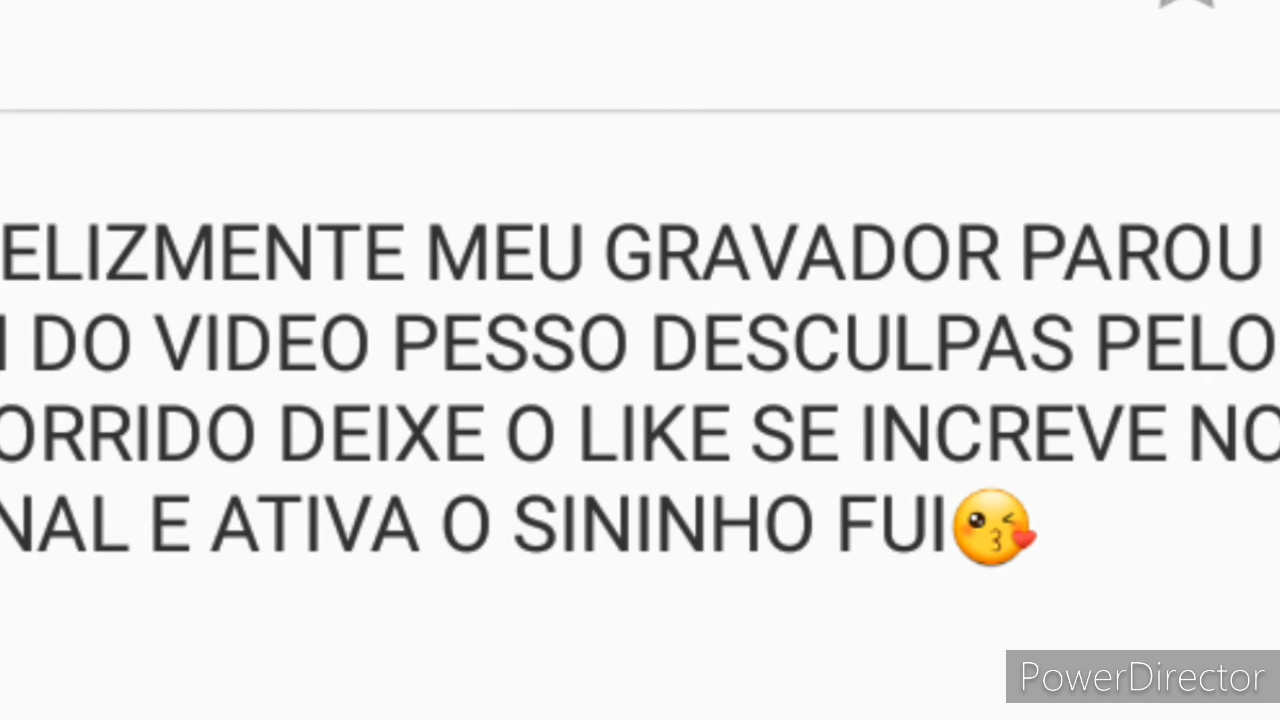 ELIZMENTE MEU GRAVADOR PAROU
DO VIDEO PESSO DESCULPAS PELO
ORRIDO DEIXE O LIKE SE INCREVE NO
NAL E ATIVA O SININHO FUI😘
PowerDirector